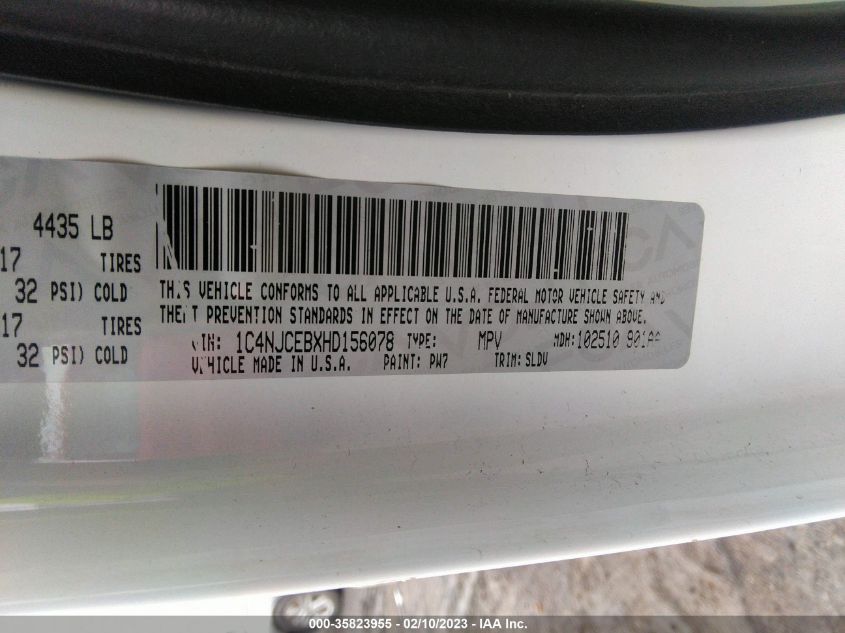 4435 LB
17 TIRES
32 PSI) COLD
17 TIRES
32 PSI) COLD
THIS VEHICLE CONFORMS TO ALL APPLICABLE U.S.A. FEDERAL MOTOR VEHICLE SAFETY AND
THEFT PREVENTION STANDARDS IN EFFECT ON THE DATE OF MANUFACTURE SHOWN ABOVE.
VIN: 1C4NJCEBXHD156078 TYPE: MPV MDH: 102510 901AA
VEHICLE MADE IN U.S.A. PAINT: PW7 TRIM: SLDV
000-35823955 - 02/10/2023 - IAA Inc.